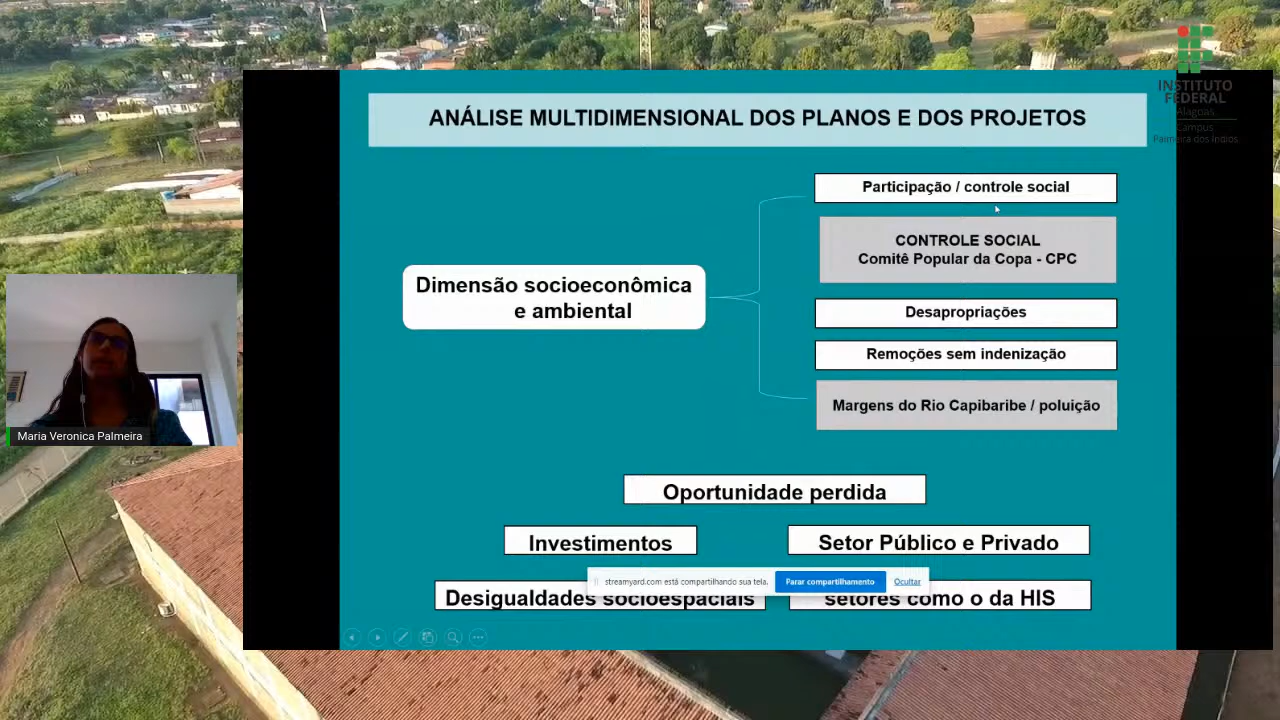 ANÁLISE MULTIDIMENSIONAL DOS PLANOS E DOS PROJETOS
INSTITUTO
FEDERAL
Alagoas
Campus
Palmeira dos Índios
Participação / controle social
CONTROLE SOCIAL
Comitê Popular da Copa - CPC
Dimensão socioeconômica
e ambiental
Desapropriações
Remoções sem indenização
Margens do Rio Capibaribe / poluição
Maria Veronica Palmeira
Oportunidade perdida
Investimentos
Setor Público e Privado
streamyard.com está compartilhando sua tela.
Parar compartilhamento
Ocultar
Desigualdades socioespaciais
setores como o da HIS